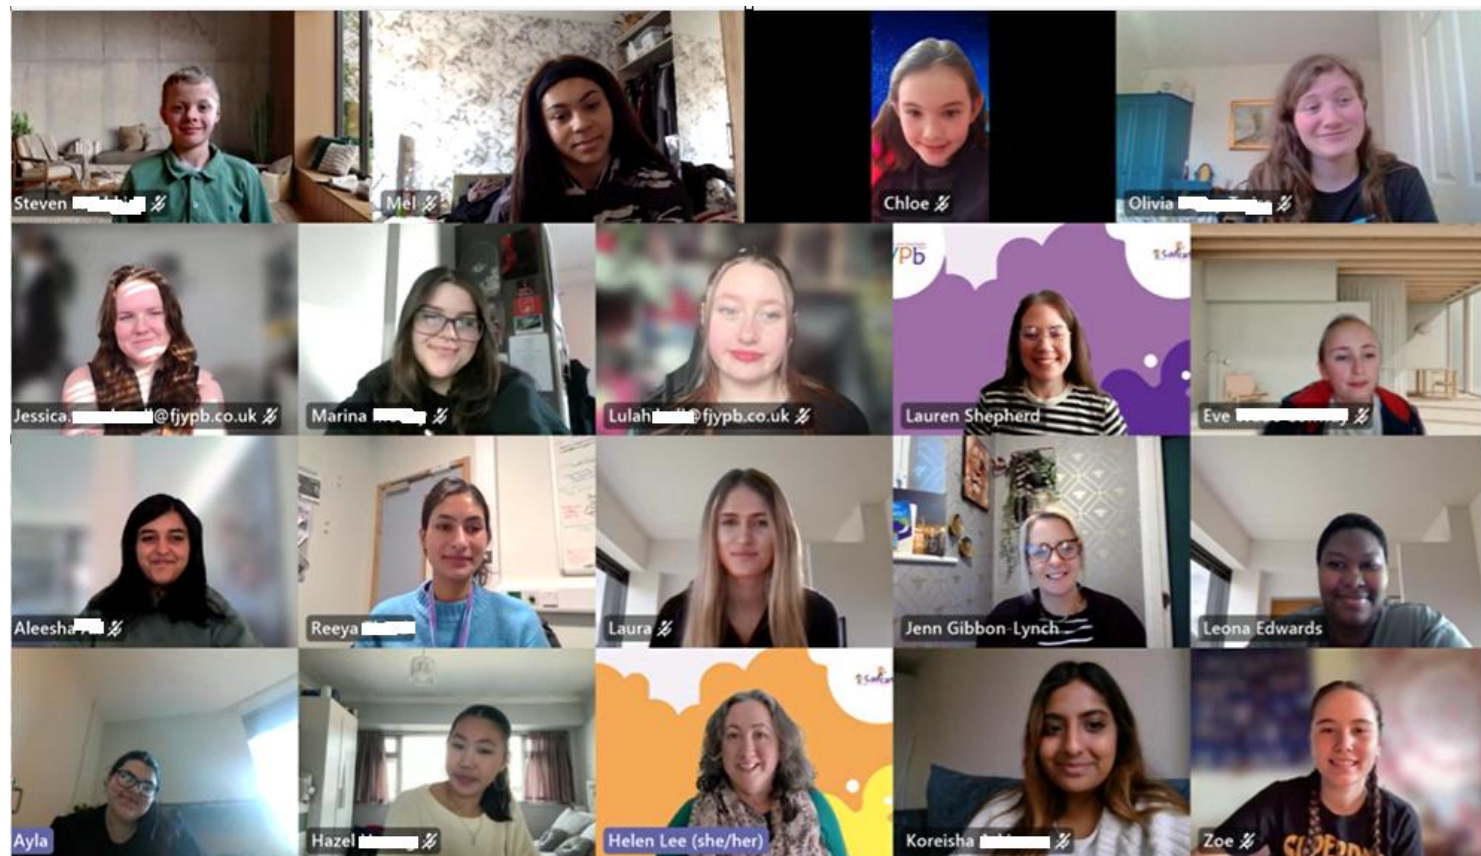 Steven
Mel
Chloe
Olivia
Jessica. @fjypb.co.uk
Marina
Lulah @fjypb.co.uk
YPb
Lauren Shepherd
Eve
Aleesha
Reeya
Laura
Jenn Gibbon-Lynch
Leona Edwards
Ayla
Hazel
Helen Lee (she/her)
Koreisha
Zoe